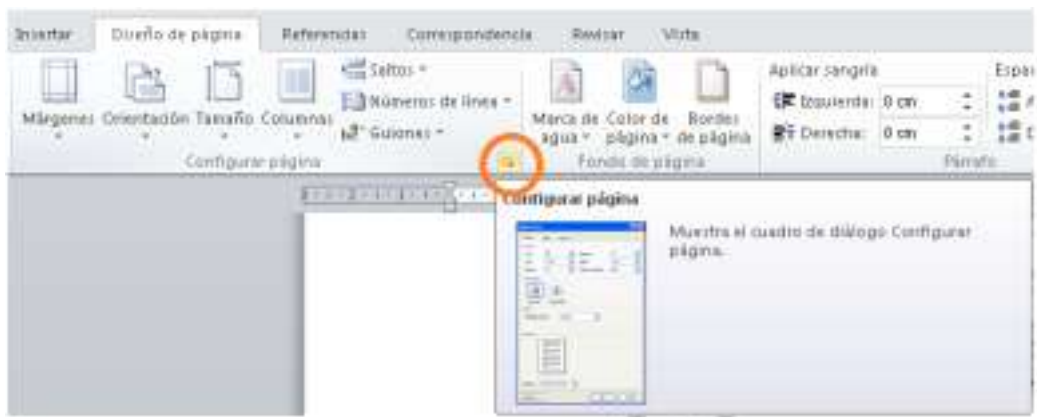 Insertar Diseño de página Referencias Correspondencia Revisar Vista
Márgenes Orientación Tamaño Columnas
Saltos
Números de línea
Guiones
Configurar página
Marca de agua Color de página Bordes de página
Fondo de página
Aplicar sangría
Izquierda: 0 cm
Derecha: 0 cm
Espa
Párrafo
Configurar página
Muestra el cuadro de diálogo Configurar
página.